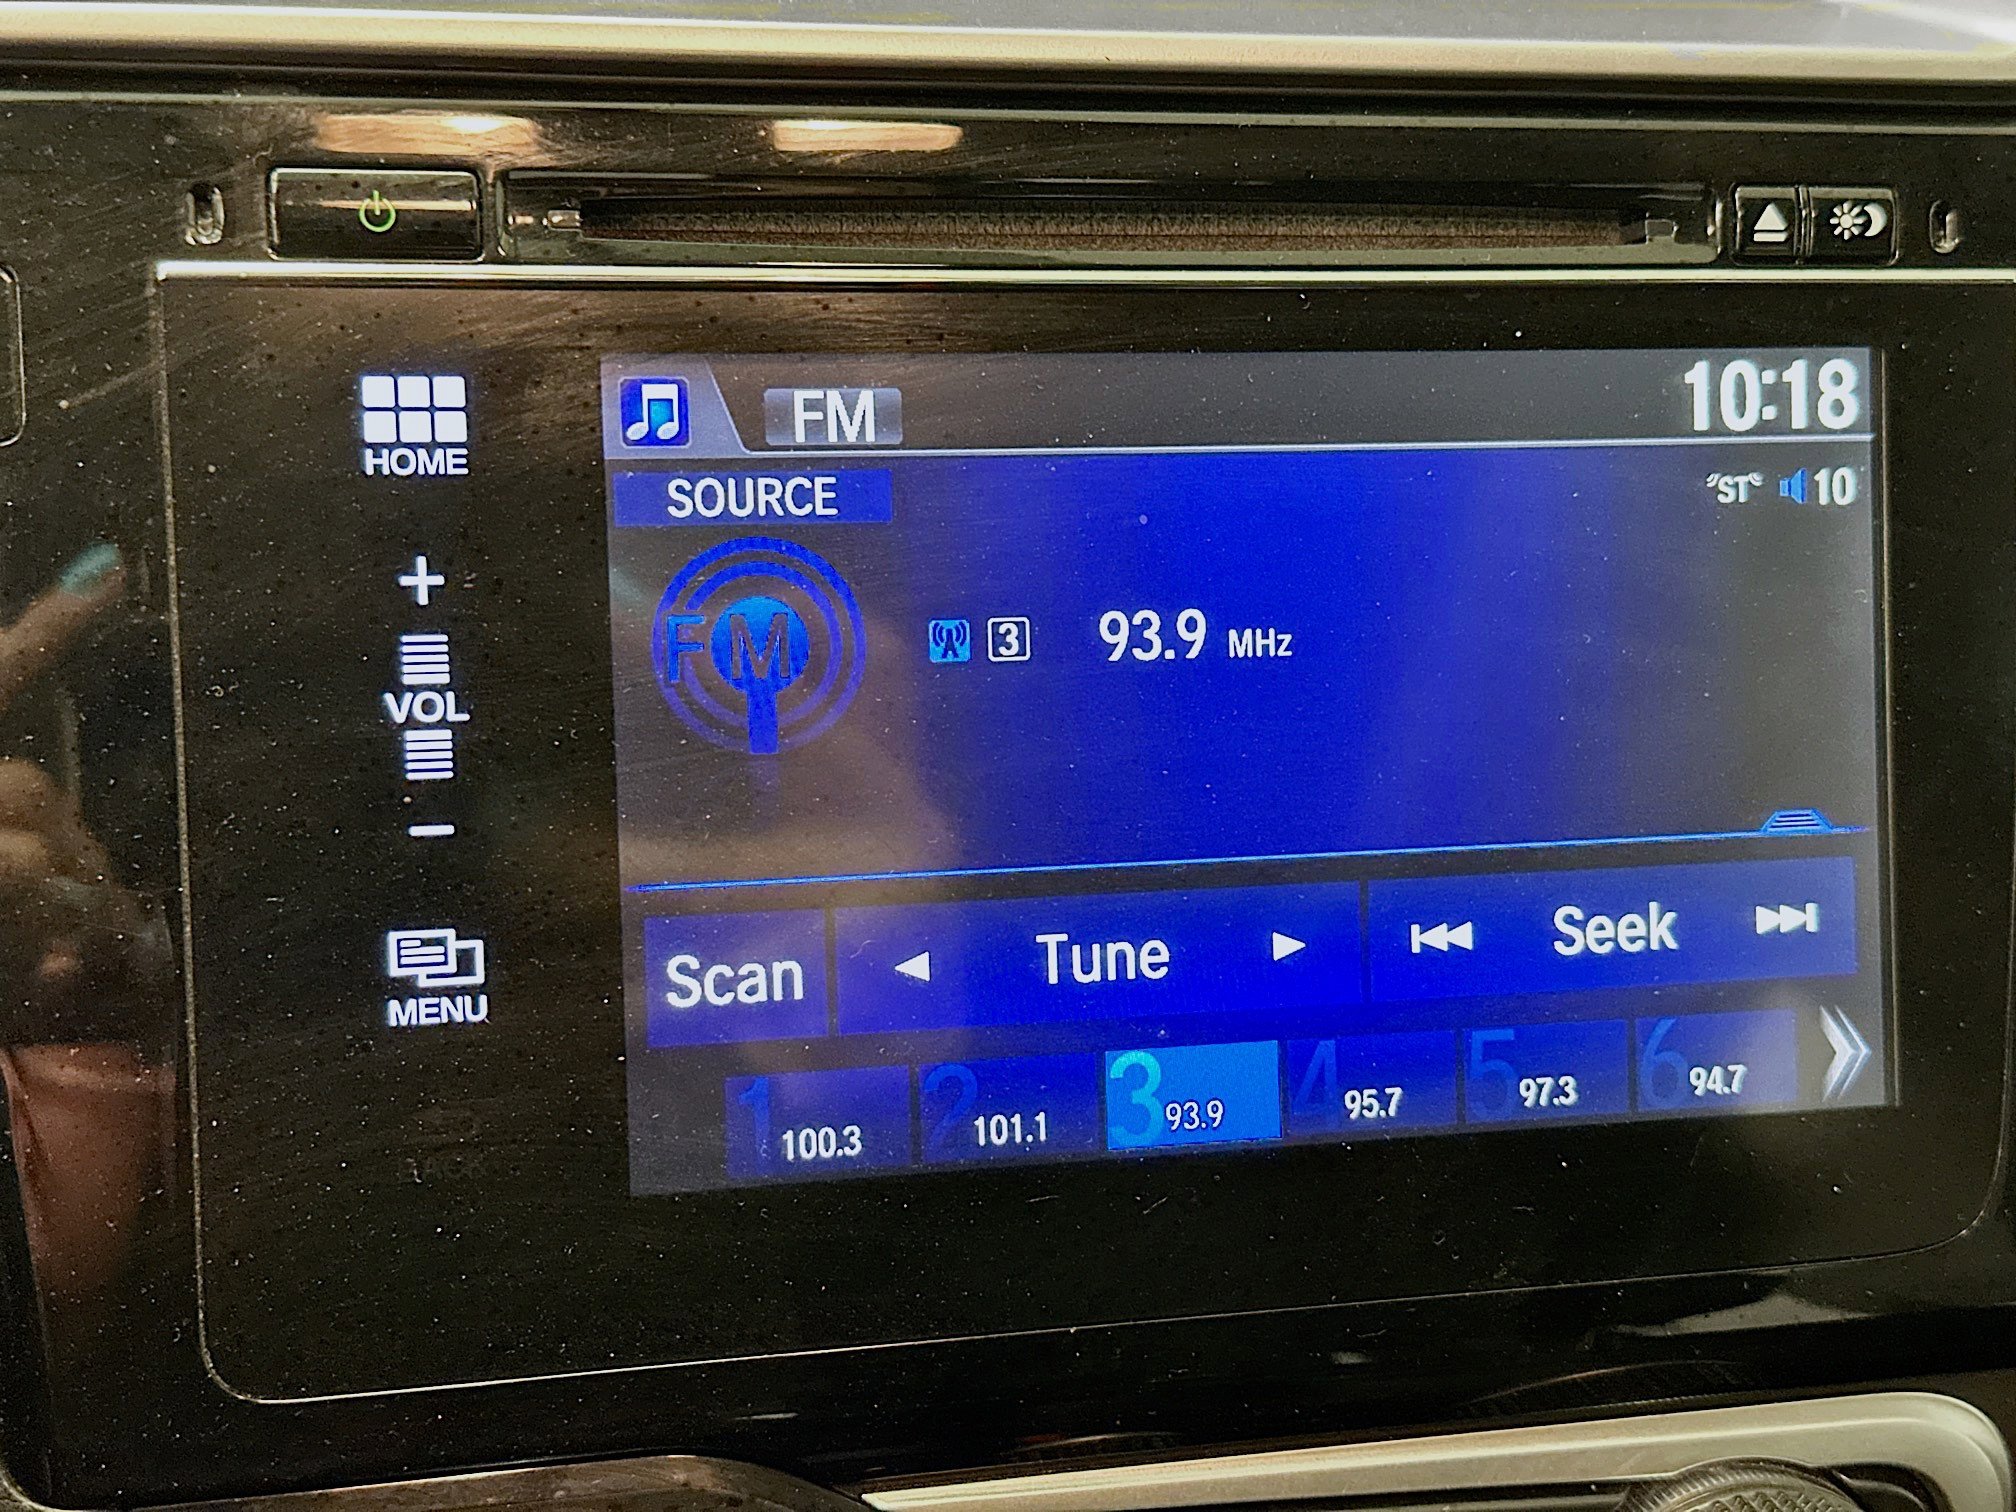 FM 10:18
HOME
SOURCE
ST 10
FM
3 93.9 MHz
VOL
Scan Tune Seek
MENU
1 100.3 2 101.1 3 93.9 4 95.7 5 97.3 6 94.7
BACK